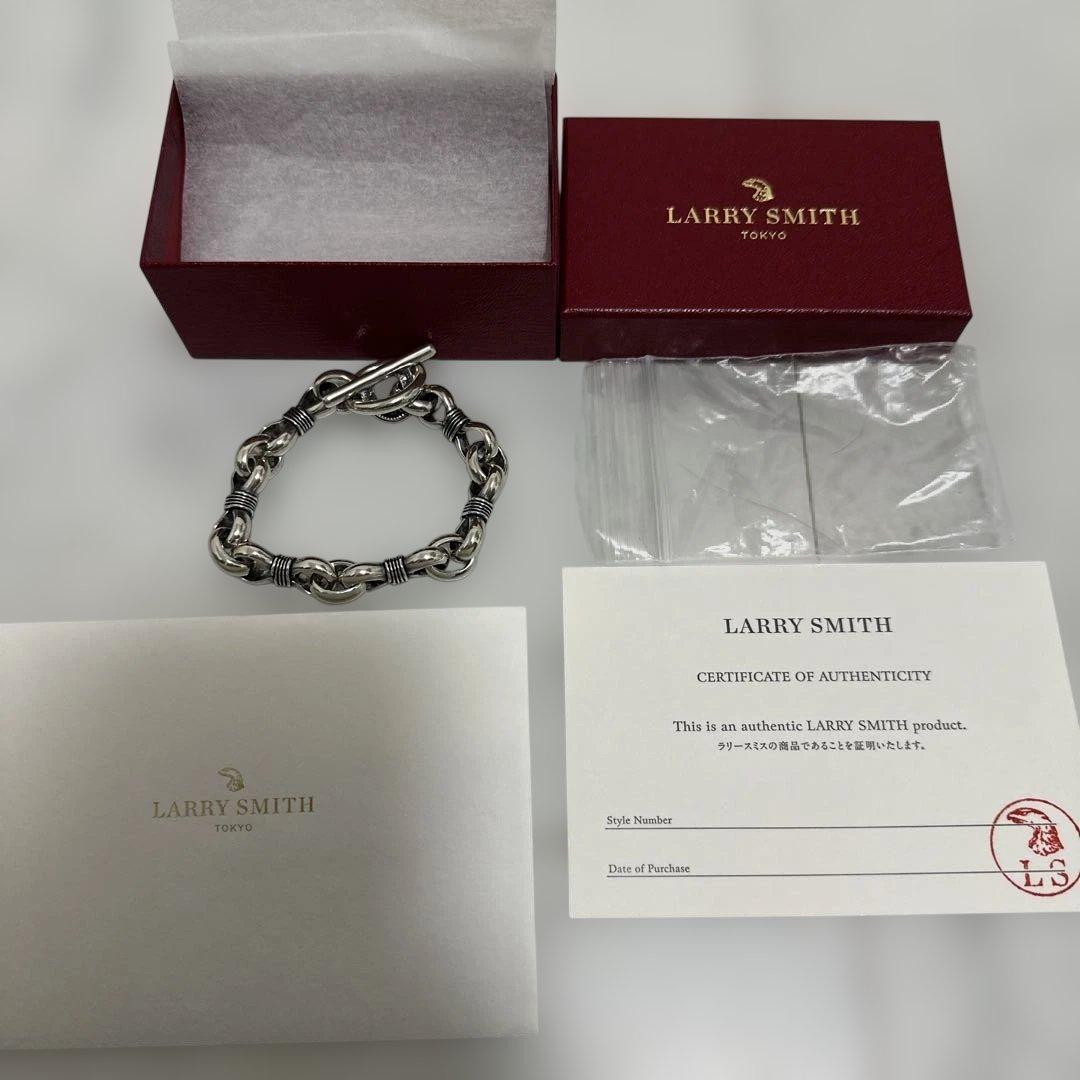 LARRY SMITH
TOKYO
LARRY SMITH
CERTIFICATE OF AUTHENTICITY
This is an authentic LARRY SMITH product.
ラリースミスの商品であることを証明いたします。
Style Number
Date of Purchase
LS
LARRY SMITH
TOKYO